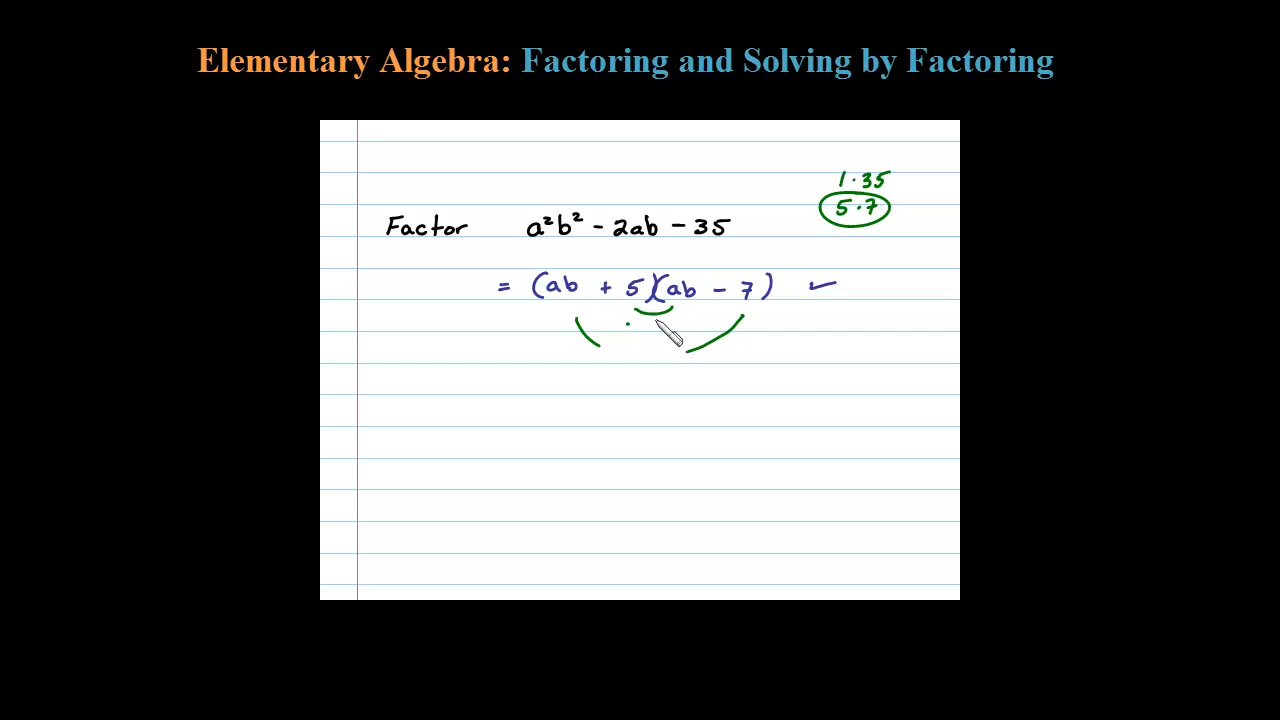 Elementary Algebra: Factoring and Solving by Factoring
1·35
5·7
Factor a²b² - 2ab - 35
= (ab + 5)(ab - 7) ✓